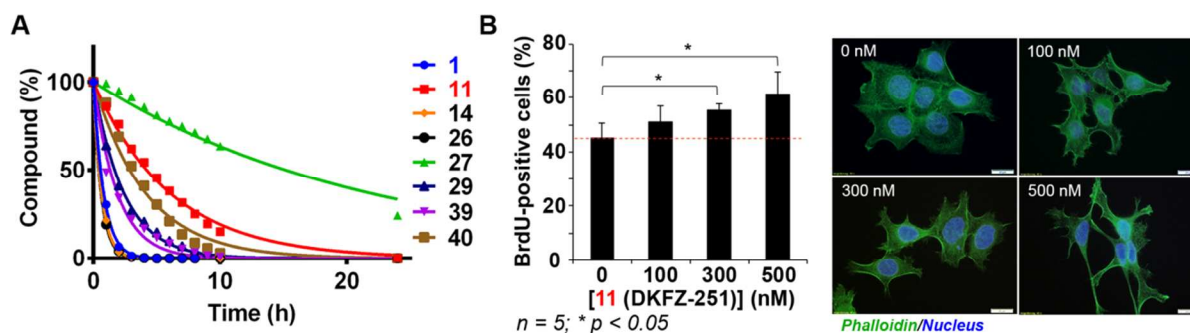 A
Compound (%)
100
50
0
0
10
20
Time (h)
1
11
14
26
27
29
39
40
B
BrdU-positive cells (%)
80
60
40
20
0
*
*
0 100 300 500
[11 (DKFZ-251)] (nM)
n = 5; * p < 0.05
0 nM
100 nM
300 nM
500 nM
Phalloidin/Nucleus